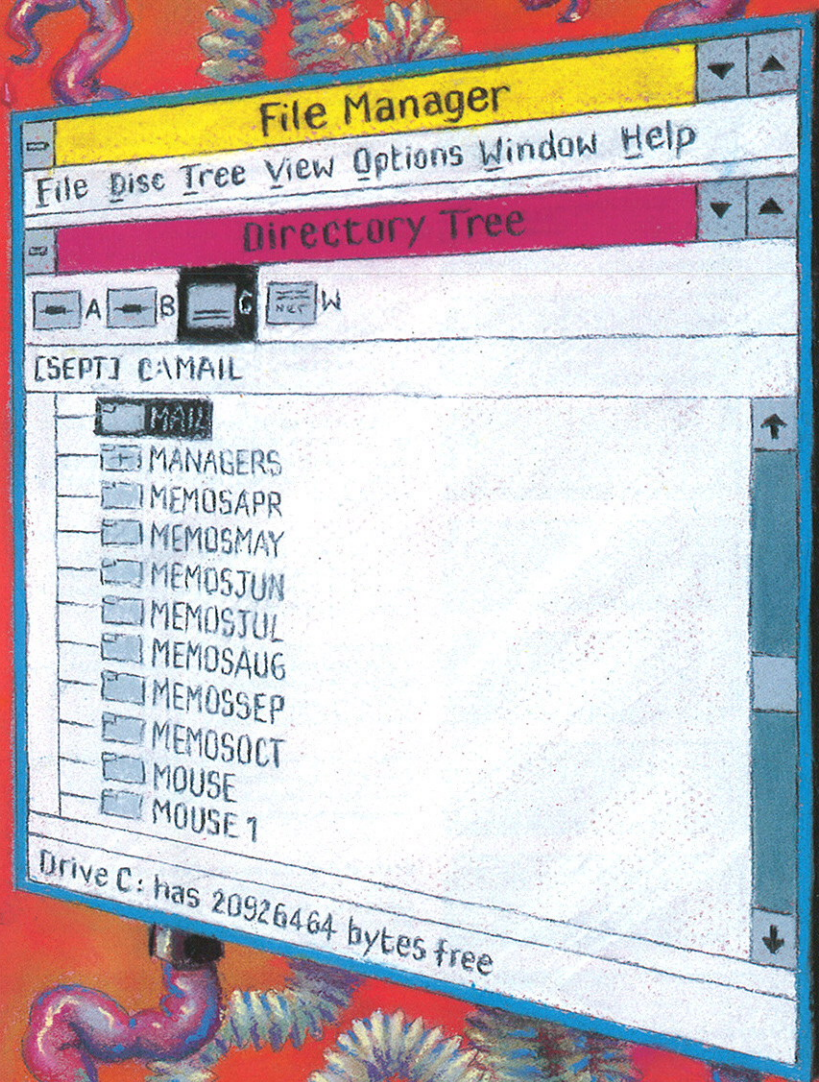 File Manager
File Disc Tree View Options Window Help
Directory Tree
A B C NET W
[SEPT] C:\MAIL
MAIL
MANAGERS
MEMOSAPR
MEMOSMAY
MEMOSJUN
MEMOSJUL
MEMOSAUG
MEMOSSEP
MEMOSOCT
MOUSE
MOUSE 1
Drive C: has 20926464 bytes free